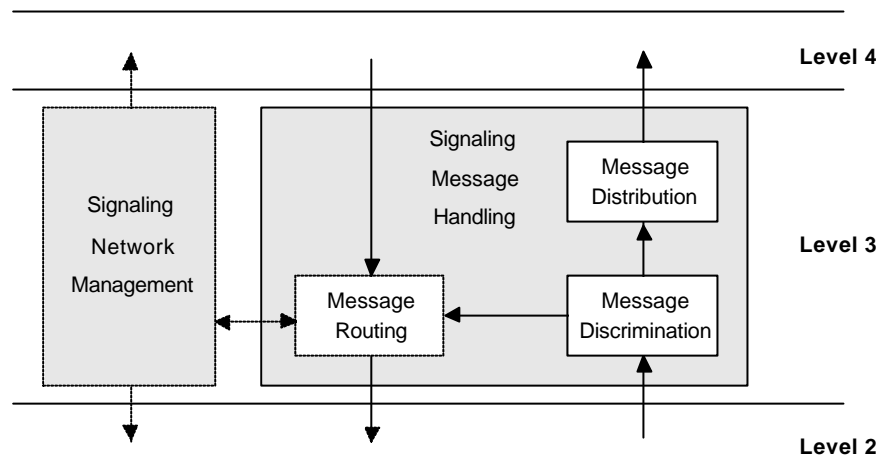 Level 4
Signaling
Message
Handling
Message
Distribution
Signaling
Network
Management
Level 3
Message
Routing
Message
Discrimination
Level 2